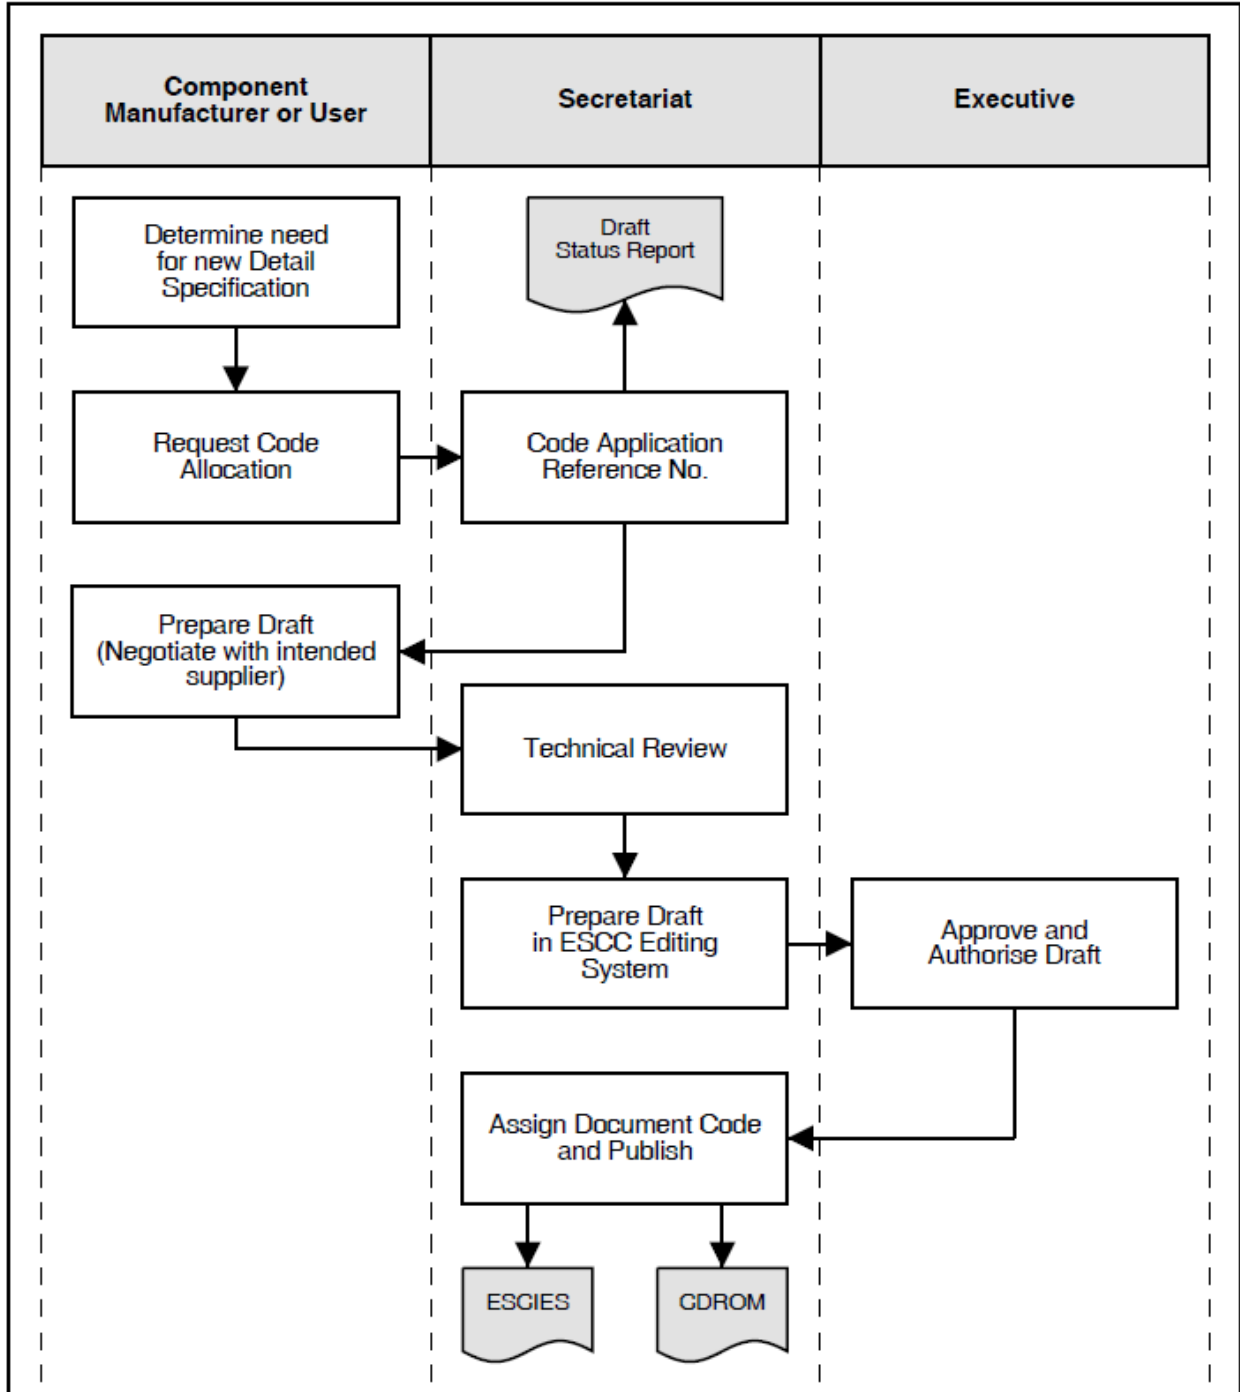 Component
Manufacturer or User
Secretariat
Executive
Determine need
for new Detail
Specification
Draft
Status Report
Request Code
Allocation
Code Application
Reference No.
Prepare Draft
(Negotiate with intended
supplier)
Technical Review
Prepare Draft
in ESCC Editing
System
Approve and
Authorise Draft
Assign Document Code
and Publish
ESCIES
CDROM